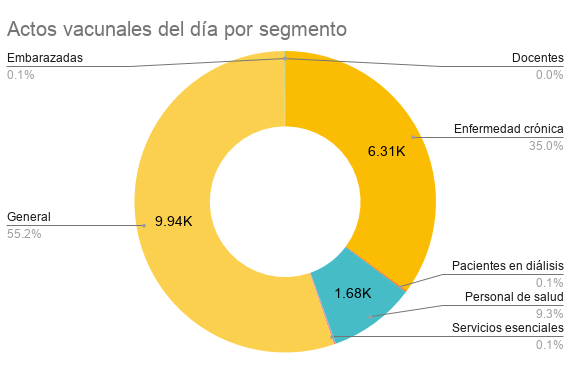 Actos vacunales del día por segmento
Embarazadas
0.1%
Docentes
0.0%
Enfermedad crónica
35.0%
6.31K
General
55.2%
9.94K
Pacientes en diálisis
0.1%
1.68K
Personal de salud
9.3%
Servicios esenciales
0.1%